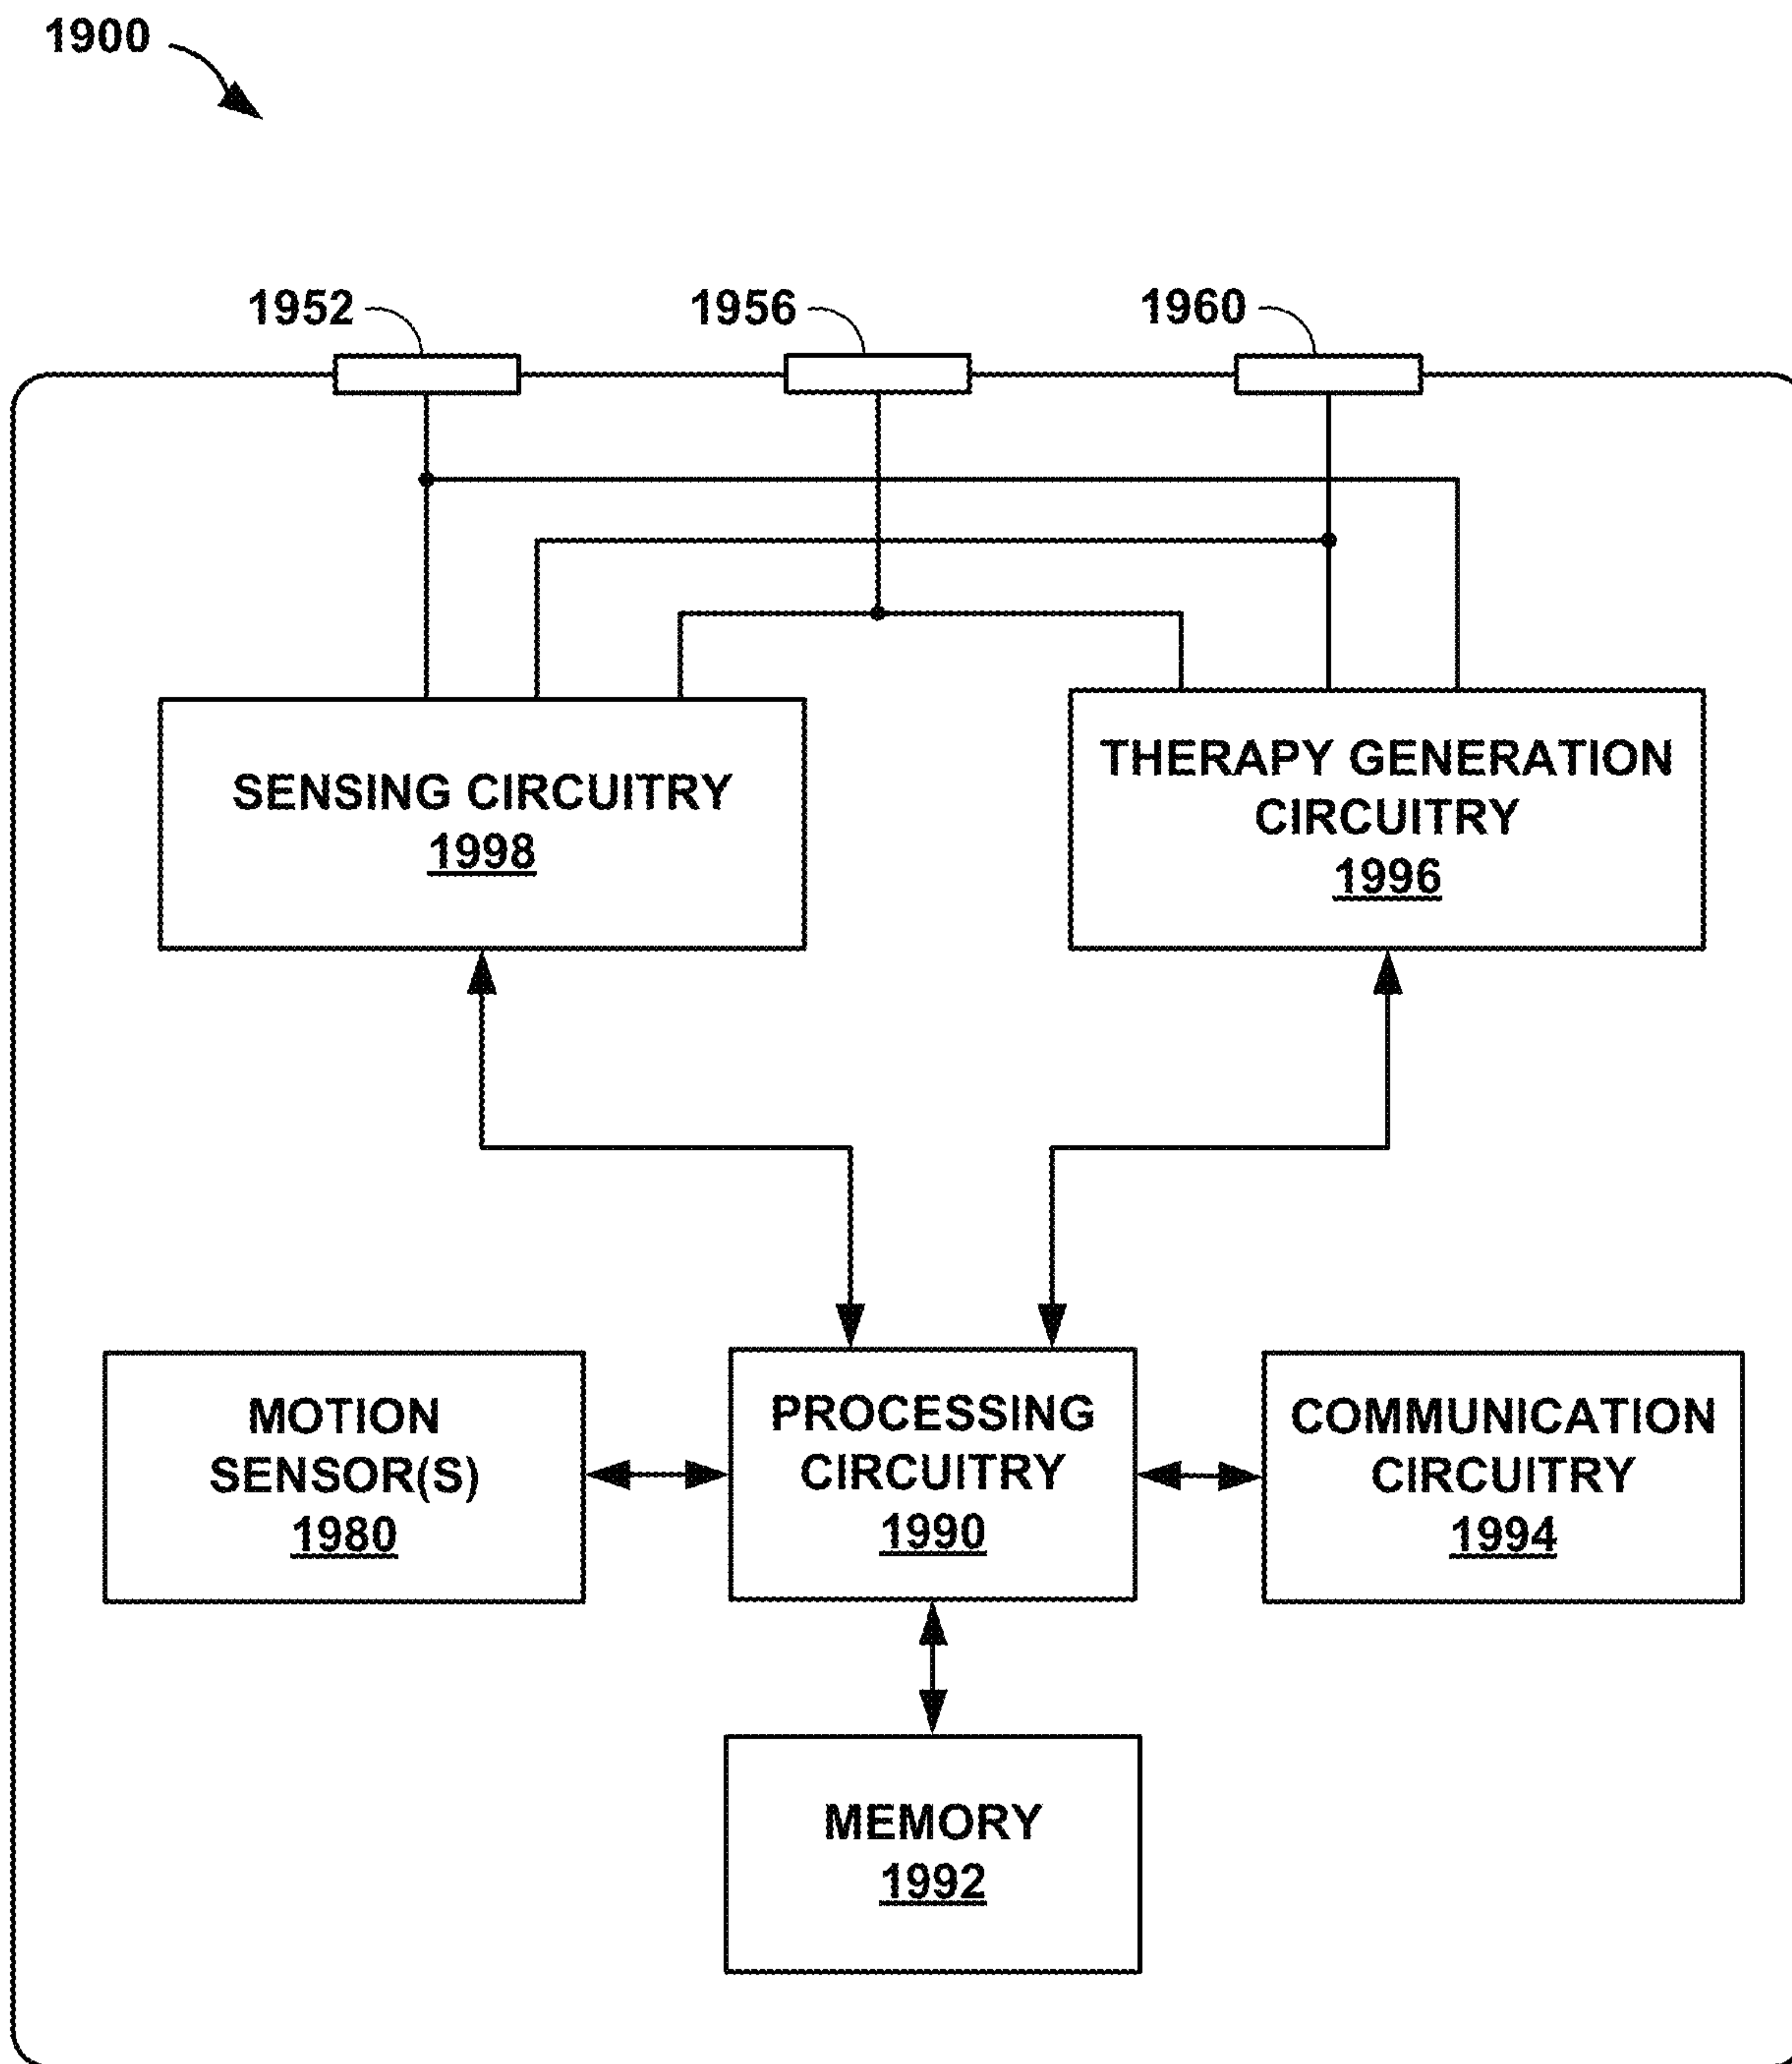 1900
1952
1956
1960
SENSING CIRCUITRY
1998
THERAPY GENERATION
CIRCUITRY
1996
MOTION
SENSOR(S)
1980
PROCESSING
CIRCUITRY
1990
COMMUNICATION
CIRCUITRY
1994
MEMORY
1992